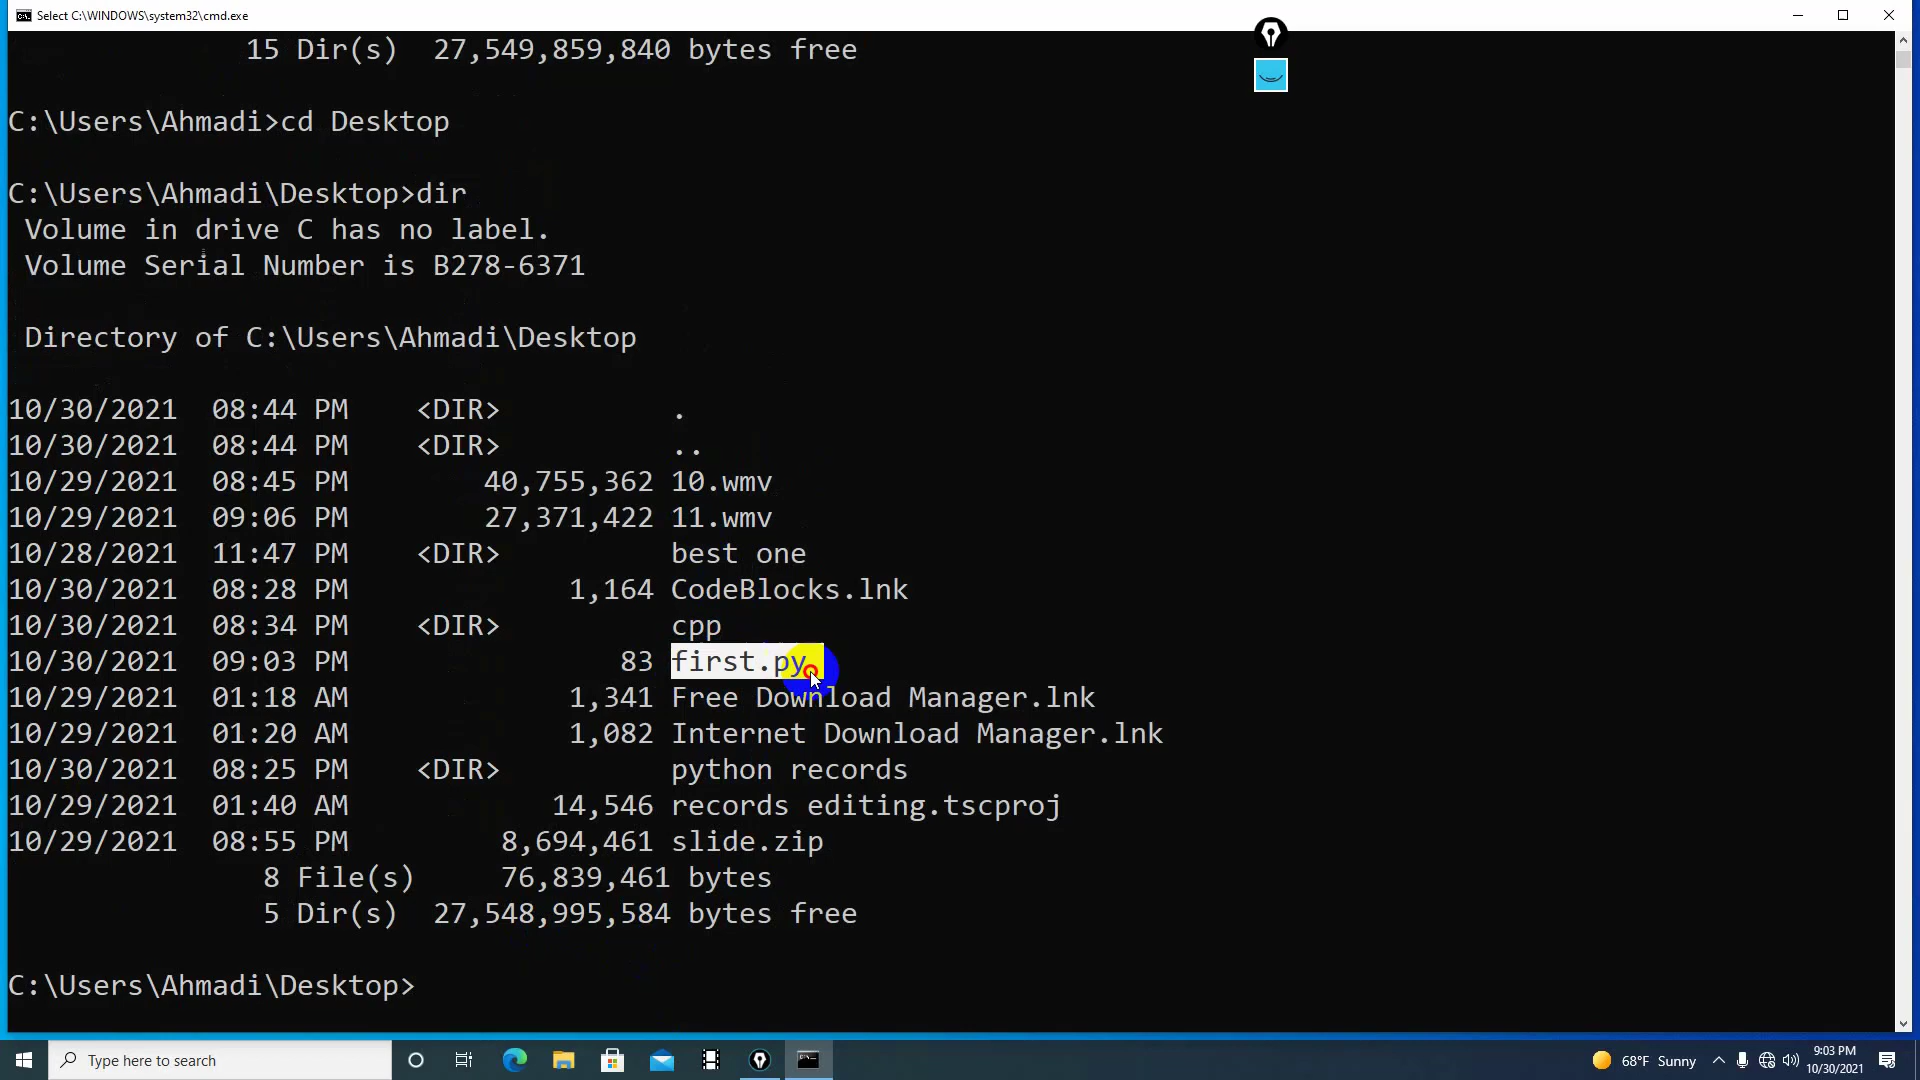 Select C:\WINDOWS\system32\cmd.exe
15 Dir(s) 27,549,859,840 bytes free
C:\Users\Ahmadi>cd Desktop
C:\Users\Ahmadi\Desktop>dir
Volume in drive C has no label.
Volume Serial Number is B278-6371
Directory of C:\Users\Ahmadi\Desktop
10/30/2021 08:44 PM <DIR> .
10/30/2021 08:44 PM <DIR> ..
10/29/2021 08:45 PM 40,755,362 10.wmv
10/29/2021 09:06 PM 27,371,422 11.wmv
10/28/2021 11:47 PM <DIR> best one
10/30/2021 08:28 PM 1,164 CodeBlocks.lnk
10/30/2021 08:34 PM <DIR> cpp
10/30/2021 09:03 PM 83 first.py
10/29/2021 01:18 AM 1,341 Free Download Manager.lnk
10/29/2021 01:20 AM 1,082 Internet Download Manager.lnk
10/30/2021 08:25 PM <DIR> python records
10/29/2021 01:40 AM 14,546 records editing.tscproj
10/29/2021 08:55 PM 8,694,461 slide.zip
8 File(s) 76,839,461 bytes
5 Dir(s) 27,548,995,584 bytes free
C:\Users\Ahmadi\Desktop>
Type here to search
68°F Sunny
9:03 PM
10/30/2021